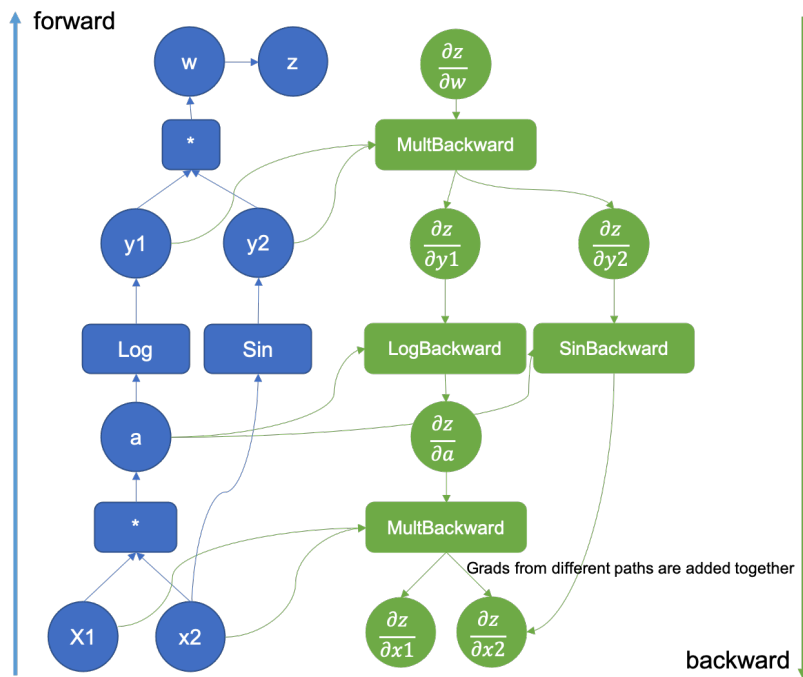 forward
w
z
∂z
∂w
*
MultBackward
y1
y2
∂z
∂y1
∂z
∂y2
Log
Sin
LogBackward
SinBackward
a
∂z
∂a
*
MultBackward
Grads from different paths are added together
X1
x2
∂z
∂x1
∂z
∂x2
backward